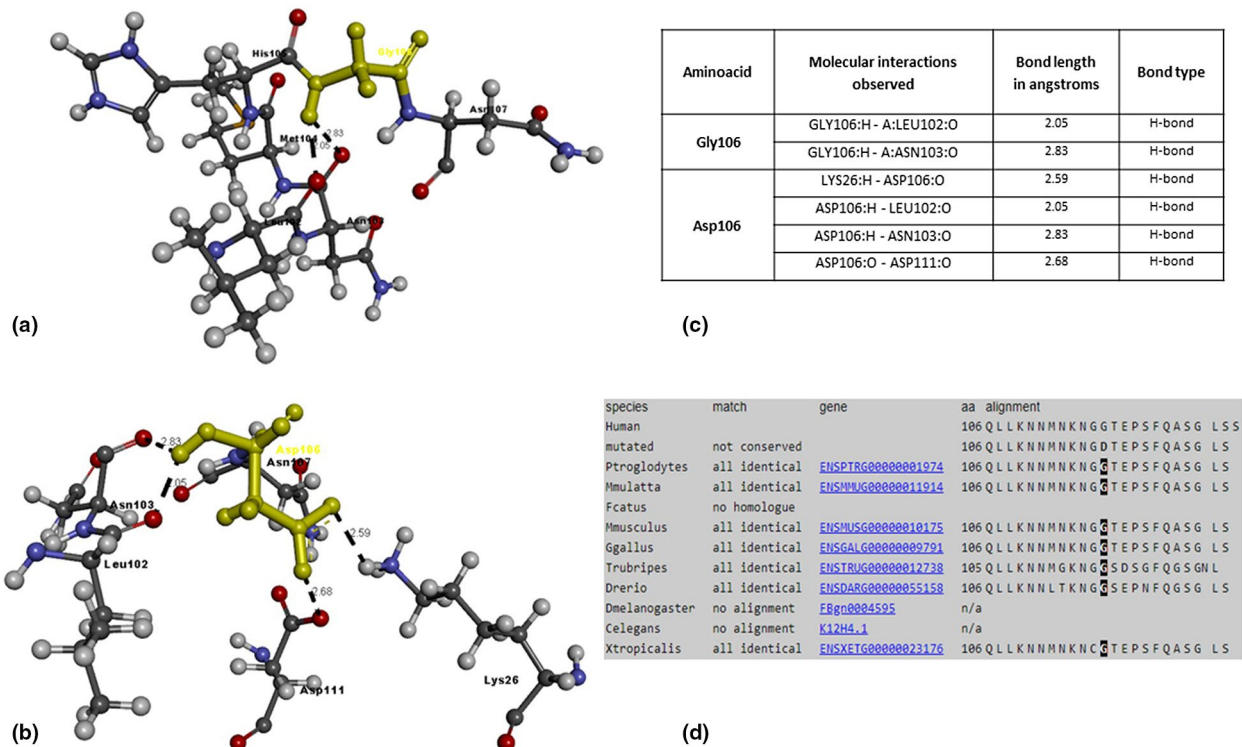 His105
Gly106
Asn107
2.83
Met104
2.05
Leu102
Asn103
(a)
Aminoacid Molecular interactions observed Bond length in angstroms Bond type
Gly106 GLY106:H - A:LEU102:O 2.05 H-bond
GLY106:H - A:ASN103:O 2.83 H-bond
Asp106 LYS26:H - ASP106:O 2.59 H-bond
ASP106:H - LEU102:O 2.05 H-bond
ASP106:H - ASN103:O 2.83 H-bond
ASP106:O - ASP111:O 2.68 H-bond
(c)
2.83
Asp106
Asn107
2.05
Asn103
2.59
Leu102
2.68
Lys26
Asp111
(b)
species match gene aa alignment
Human 106 Q L L K N N M N K N G G T E P S F Q A S G L S S
mutated not conserved 106 Q L L K N N M N K N G D T E P S F Q A S G L S
Ptroglodytes all identical ENSPTRG00000001974 106 Q L L K N N M N K N G G T E P S F Q A S G L S
Mmulatta all identical ENSMMUG00000011914 106 Q L L K N N M N K N G G T E P S F Q A S G L S
Fcatus no homologue
Mmusculus all identical ENSMUSG00000010175 106 Q L L K N N M N K N G G T E P S F Q A S G L S
Ggallus all identical ENSGALG00000009791 106 Q L L K N N M N K N G G T E P S F Q A S G L S
Trubripes all identical ENSTRUG00000012738 105 Q L L K N N M G K N G G S D S G F Q G S G N L
Drerio all identical ENSDARG00000055158 106 Q L L K N N L T K N G G S E P N F Q A S G L S
Dmelanogaster no alignment FBgn0004595 n/a
Celegans no alignment K12H4.1 n/a
Xtropicalis all identical ENSXETG00000023176 106 Q L L K N N M N K N C G T E P S F Q A S G L S
(d)